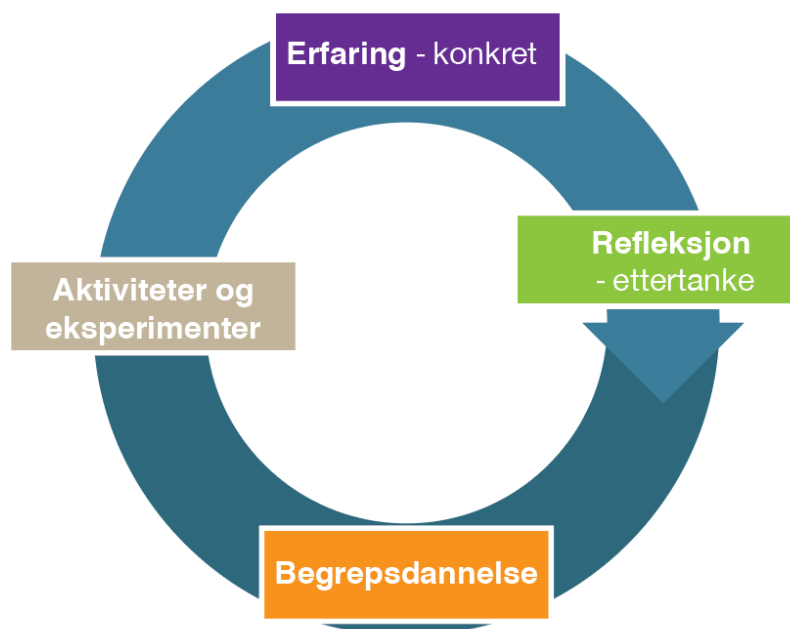 Erfaring - konkret
Refleksjon
- ettertanke
Aktiviteter og
eksperimenter
Begrepsdannelse